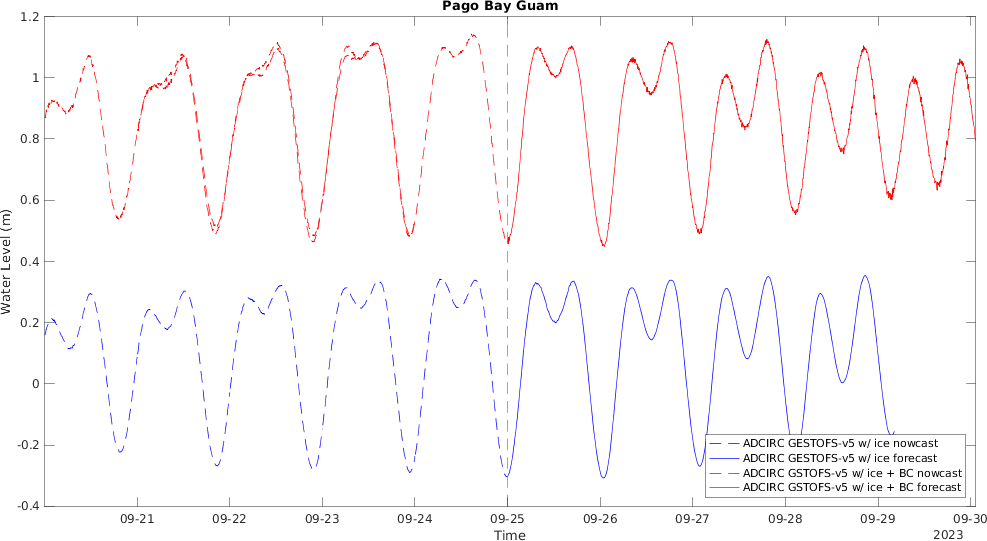 Pago Bay Guam
Water Level (m)
1.2
1
0.8
0.6
0.4
0.2
0
-0.2
-0.4
ADCIRC GESTOFS-v5 w/ ice nowcast
ADCIRC GESTOFS-v5 w/ ice forecast
ADCIRC GSTOFS-v5 w/ ice + BC nowcast
ADCIRC GSTOFS-v5 w/ ice + BC forecast
09-21 09-22 09-23 09-24 09-25 09-26 09-27 09-28 09-29 09-30
Time
2023